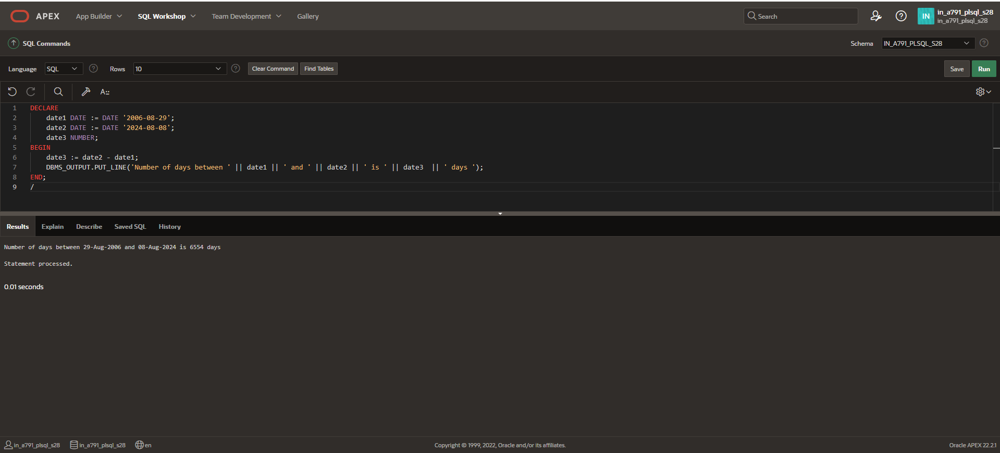 APEX App Builder SQL Workshop Team Development Gallery Search in_a791_plsql_s28
IN in_a791_plsql_s28
SQL Commands Schema IN_A791_PLSQL_S28
Language SQL Rows 10 Clear Command Find Tables Save Run
A::
1 DECLARE
2 date1 DATE := DATE '2006-08-29';
3 date2 DATE := DATE '2024-08-08';
4 date3 NUMBER;
5 BEGIN
6 date3 := date2 - date1;
7 DBMS_OUTPUT.PUT_LINE('Number of days between ' || date1 || ' and ' || date2 || ' is ' || date3  || ' days ');
8 END;
9 /
Results Explain Describe Saved SQL History
Number of days between 29-Aug-2006 and 08-Aug-2024 is 6554 days
Statement processed.
0.01 seconds
in_a791_plsql_s28 in_a791_plsql_s28 en Copyright © 1999, 2022, Oracle and/or its affiliates. Oracle APEX 22.2.1